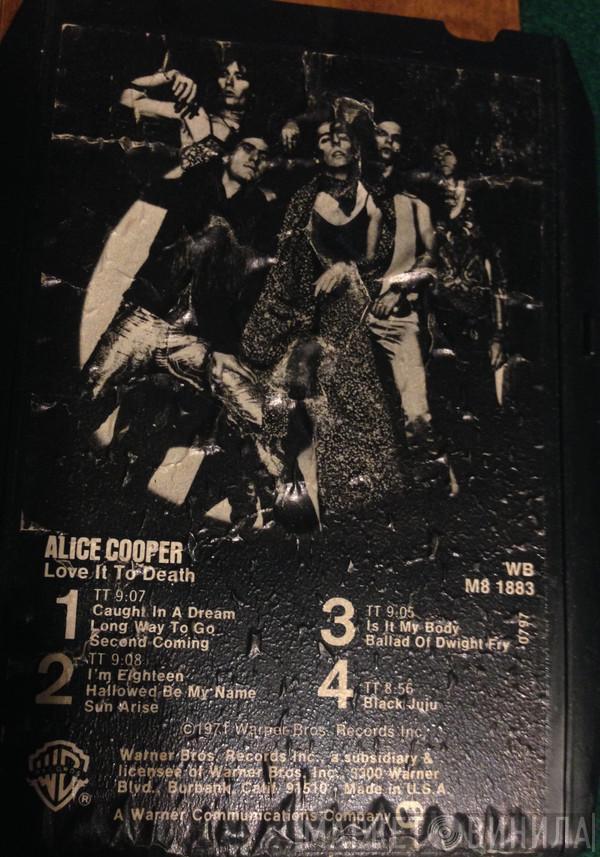 ALICE COOPER
Love It To Death
WB
M8 1883
1
TT 9:07
Caught In A Dream
Long Way To Go
Second Coming
2
TT 9:08
I'm Eighteen
Hallowed Be My Name
Sun Arise
3
TT 9:05
Is It My Body
Ballad Of Dwight Fry
0797
4
TT 8:56
Black Juju
©1971 Warner Bros. Records Inc.
Warner Bros. Records Inc., a subsidiary &
licensee of Warner Bros. Inc., 3300 Warner
Blvd., Burbank, Calif. 91510 Made in U.S.A.
A Warner Communications Company
WB ®
ВИНИЛА